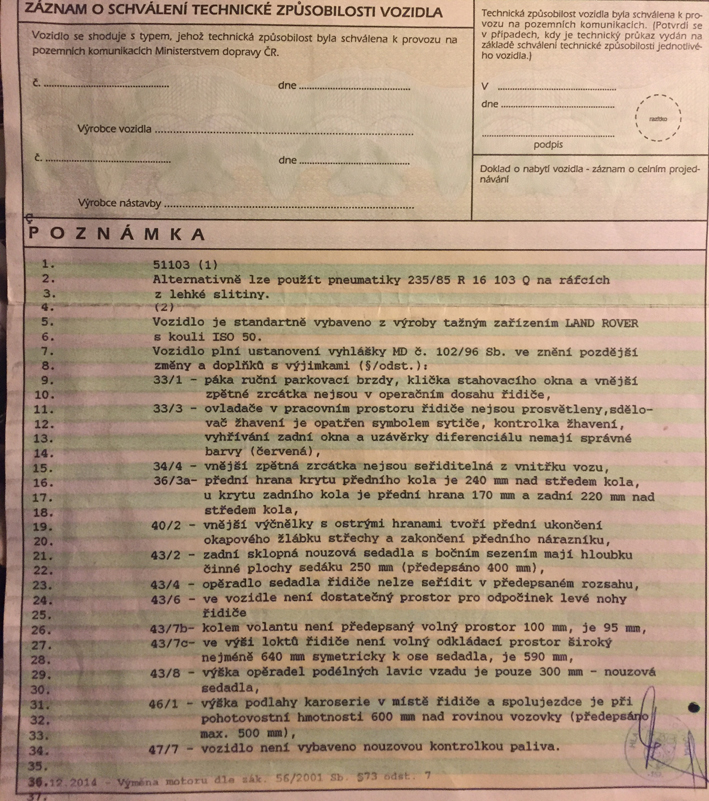 ZÁZNAM O SCHVÁLENÍ TECHNICKÉ ZPŮSOBILOSTI VOZIDLA
Vozidlo se shoduje s typem, jehož technická způsobilost byla schválena k provozu na
pozemních komunikacích Ministerstvem dopravy ČR.
č. dne
Výrobce vozidla
č. dne
Výrobce nástavby
Technická způsobilost vozidla byla schválena k pro-
vozu na pozemních komunikacích. (Potvrdí se
v případech, kdy je technický průkaz vydán na
základě schválení technické způsobilosti jednotlivé-
ho vozidla.)
V
dne
razítko
podpis
Doklad o nabytí vozidla - záznam o celním projed-
návání
POZNÁMKA
1. 51103 (1)
2. Alternativně lze použít pneumatiky 235/85 R 16 103 Q na ráfcích
3. z lehké slitiny.
4. (2)
5. Vozidlo je standartně vybaveno z výroby tažným zařízením LAND ROVER
6. s koulí ISO 50.
7. Vozidlo plní ustanovení vyhlášky MD č. 102/96 Sb. ve znění pozdější
8. změny a doplňků s výjimkami (§/odst.):
9. 33/1 - páka ruční parkovací brzdy, klička stahovacího okna a vnější
10. zpětné zrcátka nejsou v operačním dosahu řidiče,
11. 33/3 - ovladače v pracovním prostoru řidiče nejsou prosvětleny,sdělo-
12. vač žhavení je opatřen symbolem sytiče, kontrolka žhavení,
13. vyhřívání zadní okna a uzávěrky diferenciálu nemají správné
14. barvy (červená),
15. 34/4 - vnější zpětná zrcátka nejsou seřiditelná z vnitřku vozu,
16. 36/3a- přední hrana krytu předního kola je 240 mm nad středem kola,
17. u krytu zadního kola je přední hrana 170 mm a zadní 220 mm nad
18. středem kola,
19. 40/2 - vnější výčnělky s ostrými hranami tvoří přední ukončení
20. okapového žlábku střechy a zakončení předního nárazníku,
21. 43/2 - zadní sklopná nouzová sedadla s bočním sezením mají hloubku
22. činné plochy sedáku 250 mm (předepsáno 400 mm),
23. 43/4 - opěradlo sedadla řidiče nelze seřídit v předepsaném rozsahu,
24. 43/6 - ve vozidle není dostatečný prostor pro odpočinek levé nohy
25. řidiče
26. 43/7b- kolem volantu není předepsaný volný prostor 100 mm, je 95 mm,
27. 43/7c- ve výši loktů řidiče není volný odkládací prostor široký
28. nejméně 640 mm symetricky k ose sedadla, je 590 mm,
29. 43/8 - výška opěradel podélných lavic vzadu je pouze 300 mm - nouzová
30. sedadla,
31. 46/1 - výška podlahy karoserie v místě řidiče a spolujezdce je při
32. pohotovostní hmotnosti 600 mm nad rovinou vozovky (předepsáno
33. max. 500 mm),
34. 47/7 - vozidlo není vybaveno nouzovou kontrolkou paliva.
35.
36. .12.2014 - Výměna motoru dle zák. 56/2001 Sb. §73 odst. 7
37.